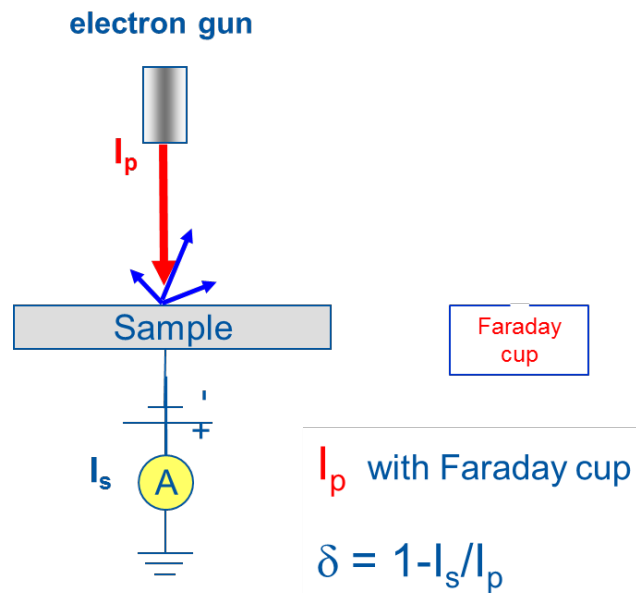 electron gun
Iₚ
Sample
Faraday
cup
-
+
Iₛ
A
Iₚ with Faraday cup
δ = 1-Iₛ/Iₚ